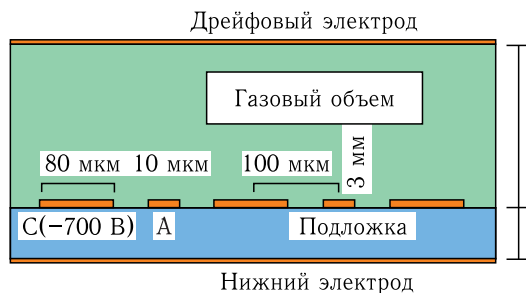 Дрейфовый электрод
Газовый объем
80 мкм 10 мкм 100 мкм
3 мм
C(−700 В) A Подложка
Нижний электрод